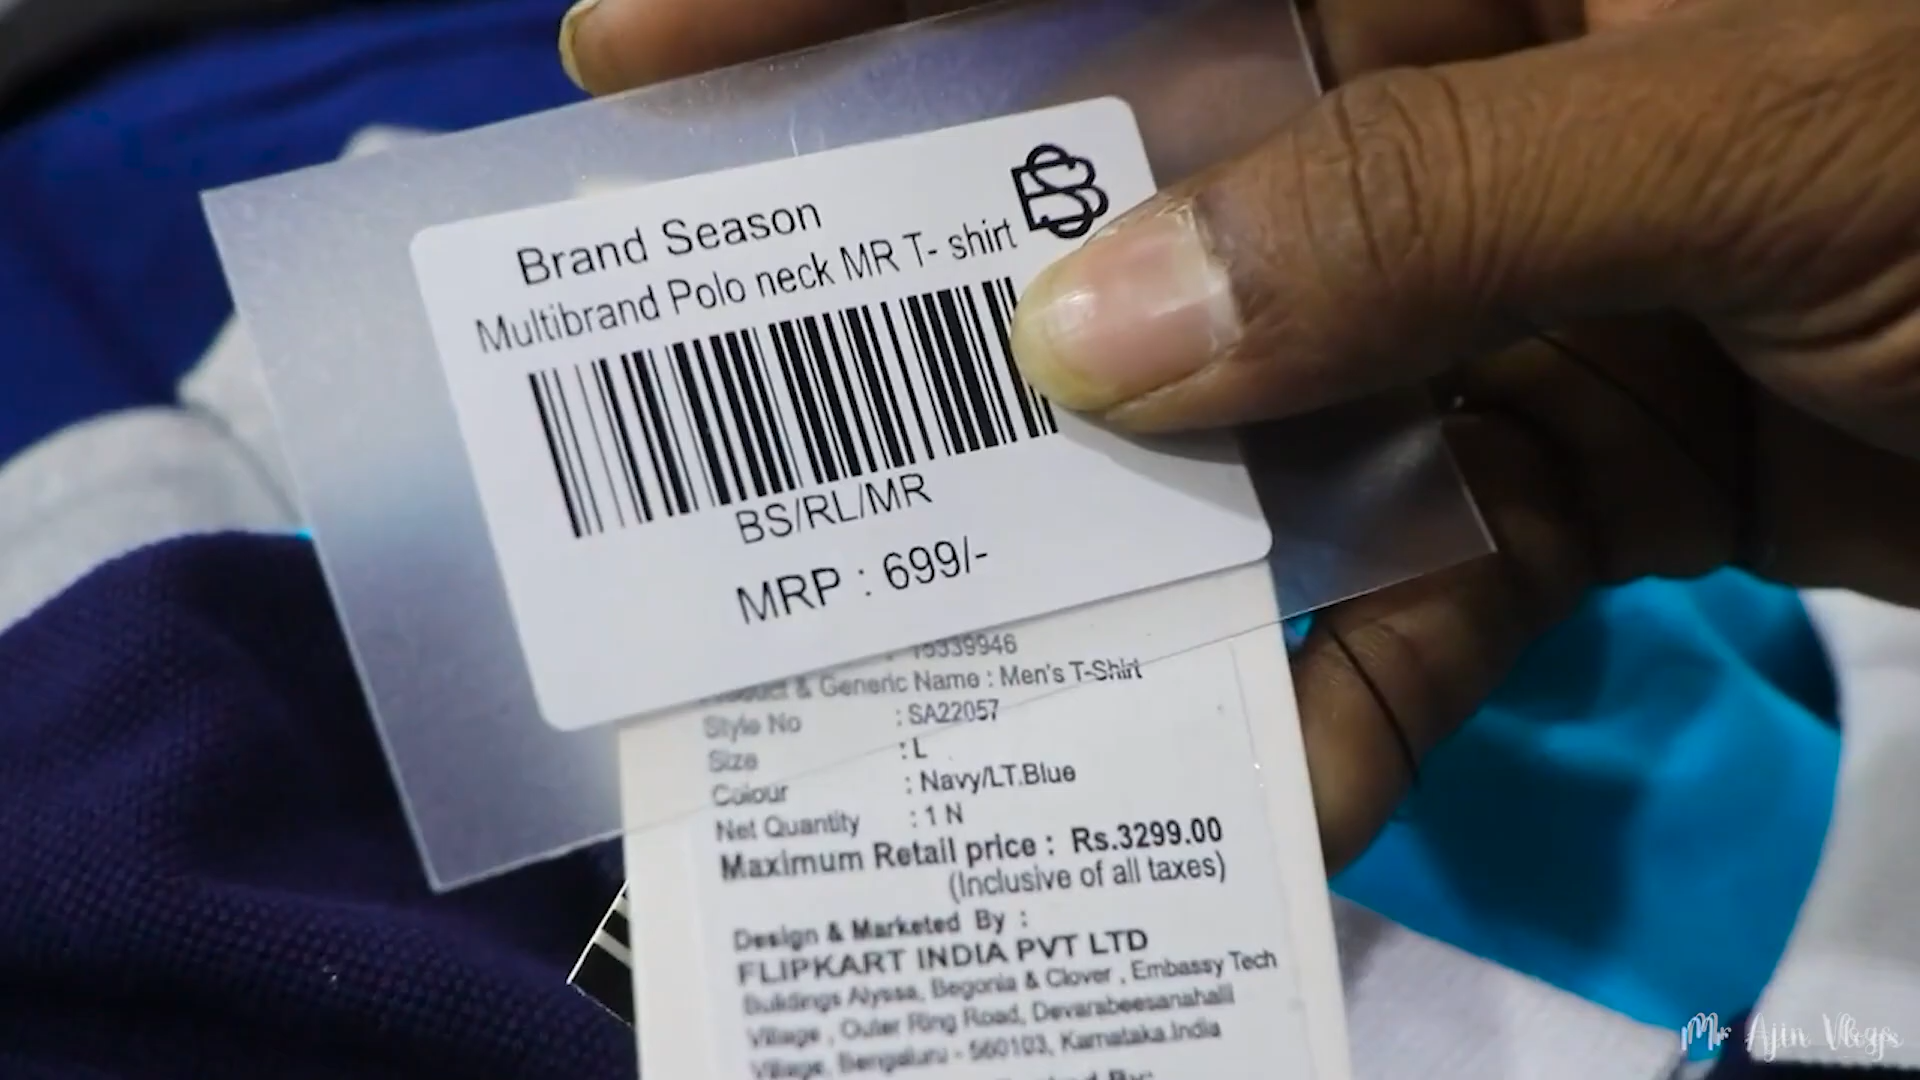 Brand Season
BS
Multibrand Polo neck MR T- shirt
BS/RL/MR
MRP : 699/-
: 15339946
& Generic Name : Men's T-Shirt
Style No : SA22057
Size : L
Colour : Navy/LT.Blue
Net Quantity : 1 N
Maximum Retail price : Rs.3299.00
(Inclusive of all taxes)
Design & Marketed By :
FLIPKART INDIA PVT LTD
Buildings Alyssa, Begonia & Clover , Embassy Tech
Village , Outer Ring Road, Devarabeesanahalli
Village, Bengaluru - 560103, Karnataka.India
By:
Mr Ajin Vlogs